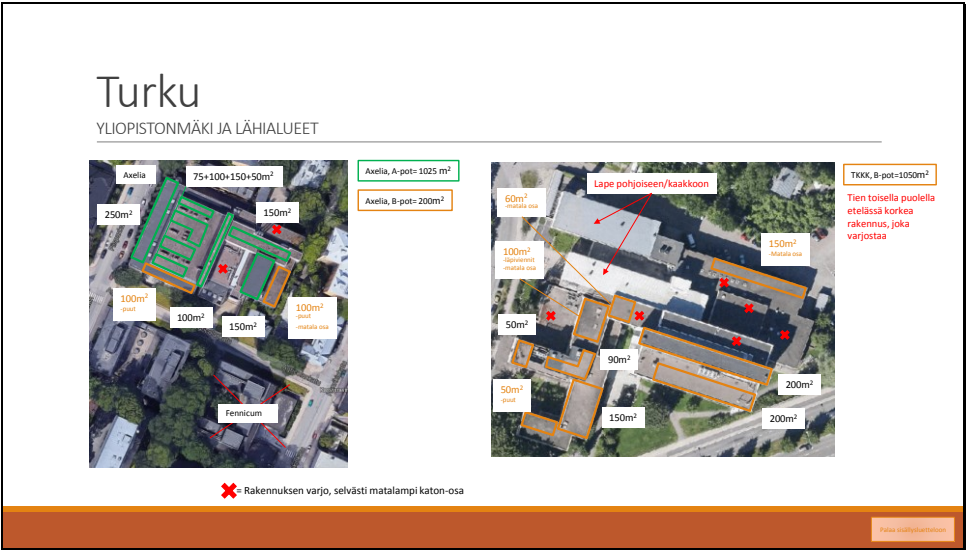 Turku
YLIOPISTONMÄKI JA LÄHIALUEET
Axelia
75+100+150+50m²
250m²
150m²
100m²
-puut
100m²
150m²
100m²
-puut
-matala osa
Fennicum
Axelia, A-pot= 1025 m²
Axelia, B-pot= 200m²
Lape pohjoiseen/kaakkoon
60m²
-matala osa
100m²
-läpiviennit
-matala osa
150m²
-Matala osa
50m²
90m²
50m²
-puut
150m²
200m²
200m²
TKKK, B-pot=1050m²
Tien toisella puolella
etelässä korkea
rakennus, joka
varjostaa
= Rakennuksen varjo, selvästi matalampi katon-osa
Palaa sisällysluetteloon